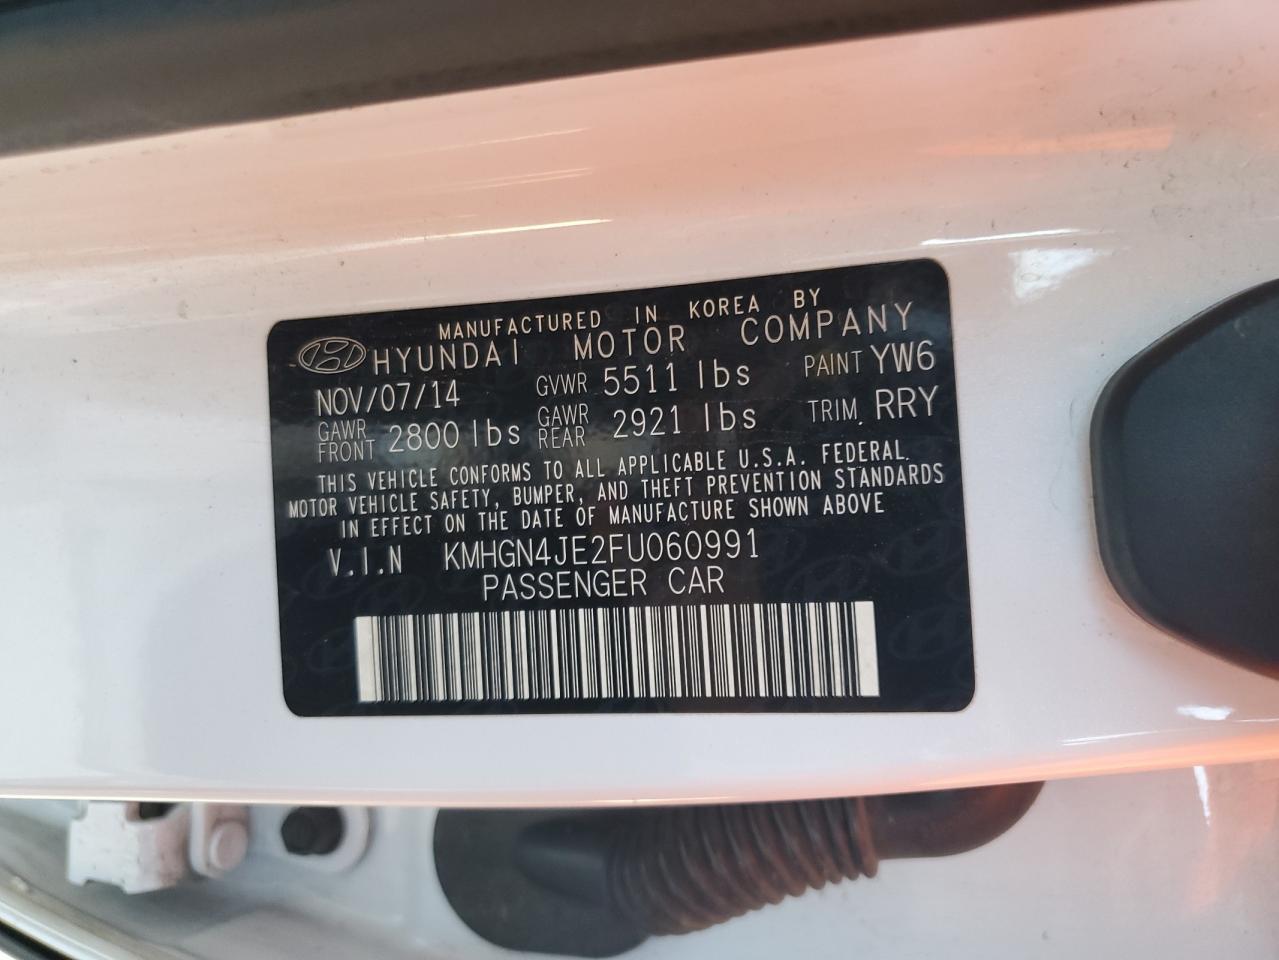 MANUFACTURED IN KOREA BY
HYUNDAI MOTOR COMPANY
NOV/07/14 GVWR 5511 lbs PAINT YW6
GAWR FRONT 2800 lbs GAWR REAR 2921 lbs TRIM. RRY
THIS VEHICLE CONFORMS TO ALL APPLICABLE U.S.A. FEDERAL
MOTOR VEHICLE SAFETY, BUMPER, AND THEFT PREVENTION STANDARDS
IN EFFECT ON THE DATE OF MANUFACTURE SHOWN ABOVE
V.I.N KMHGN4JE2FU060991
PASSENGER CAR